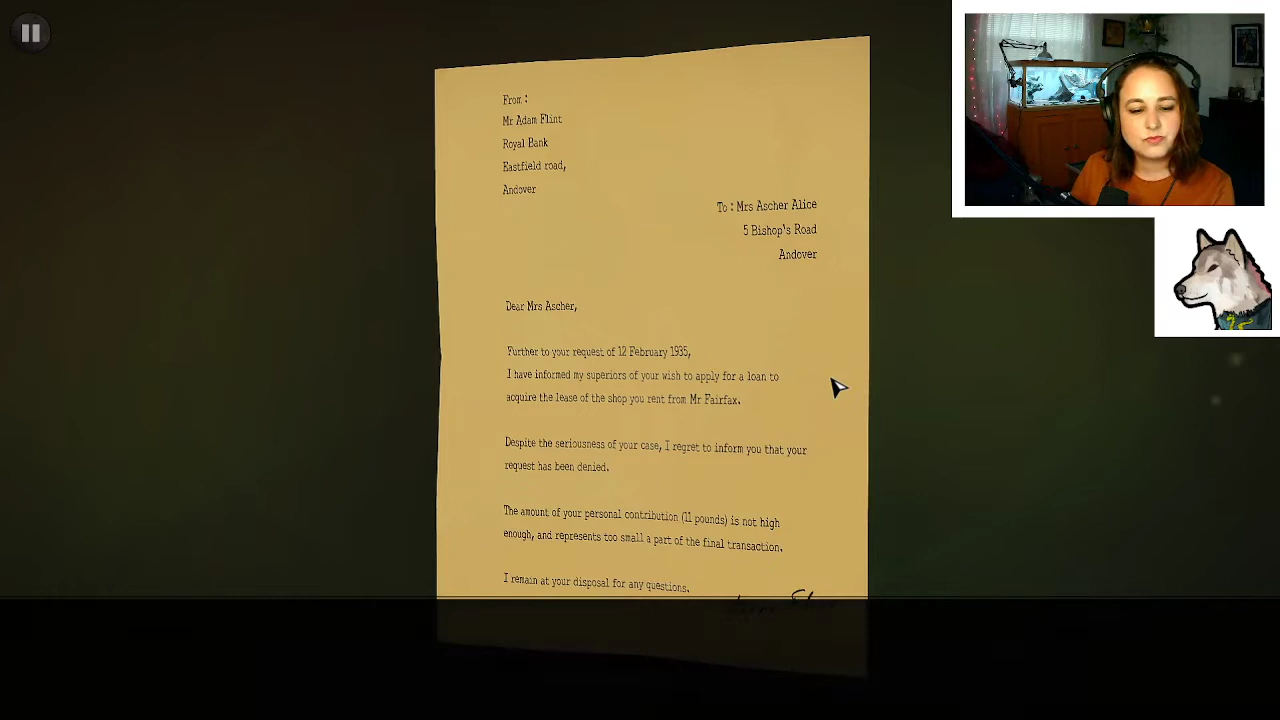 From :
Mr Adam Flint
Royal Bank
Eastfield road,
Andover
To : Mrs Ascher Alice
5 Bishop's Road
Andover
Dear Mrs Ascher,
Further to your request of 12 February 1935,
I have informed my superiors of your wish to apply for a loan to
acquire the lease of the shop you rent from Mr Fairfax.
Despite the seriousness of your case, I regret to inform you that your
request has been denied.
The amount of your personal contribution (11 pounds) is not high
enough, and represents too small a part of the final transaction.
I remain at your disposal for any questions.